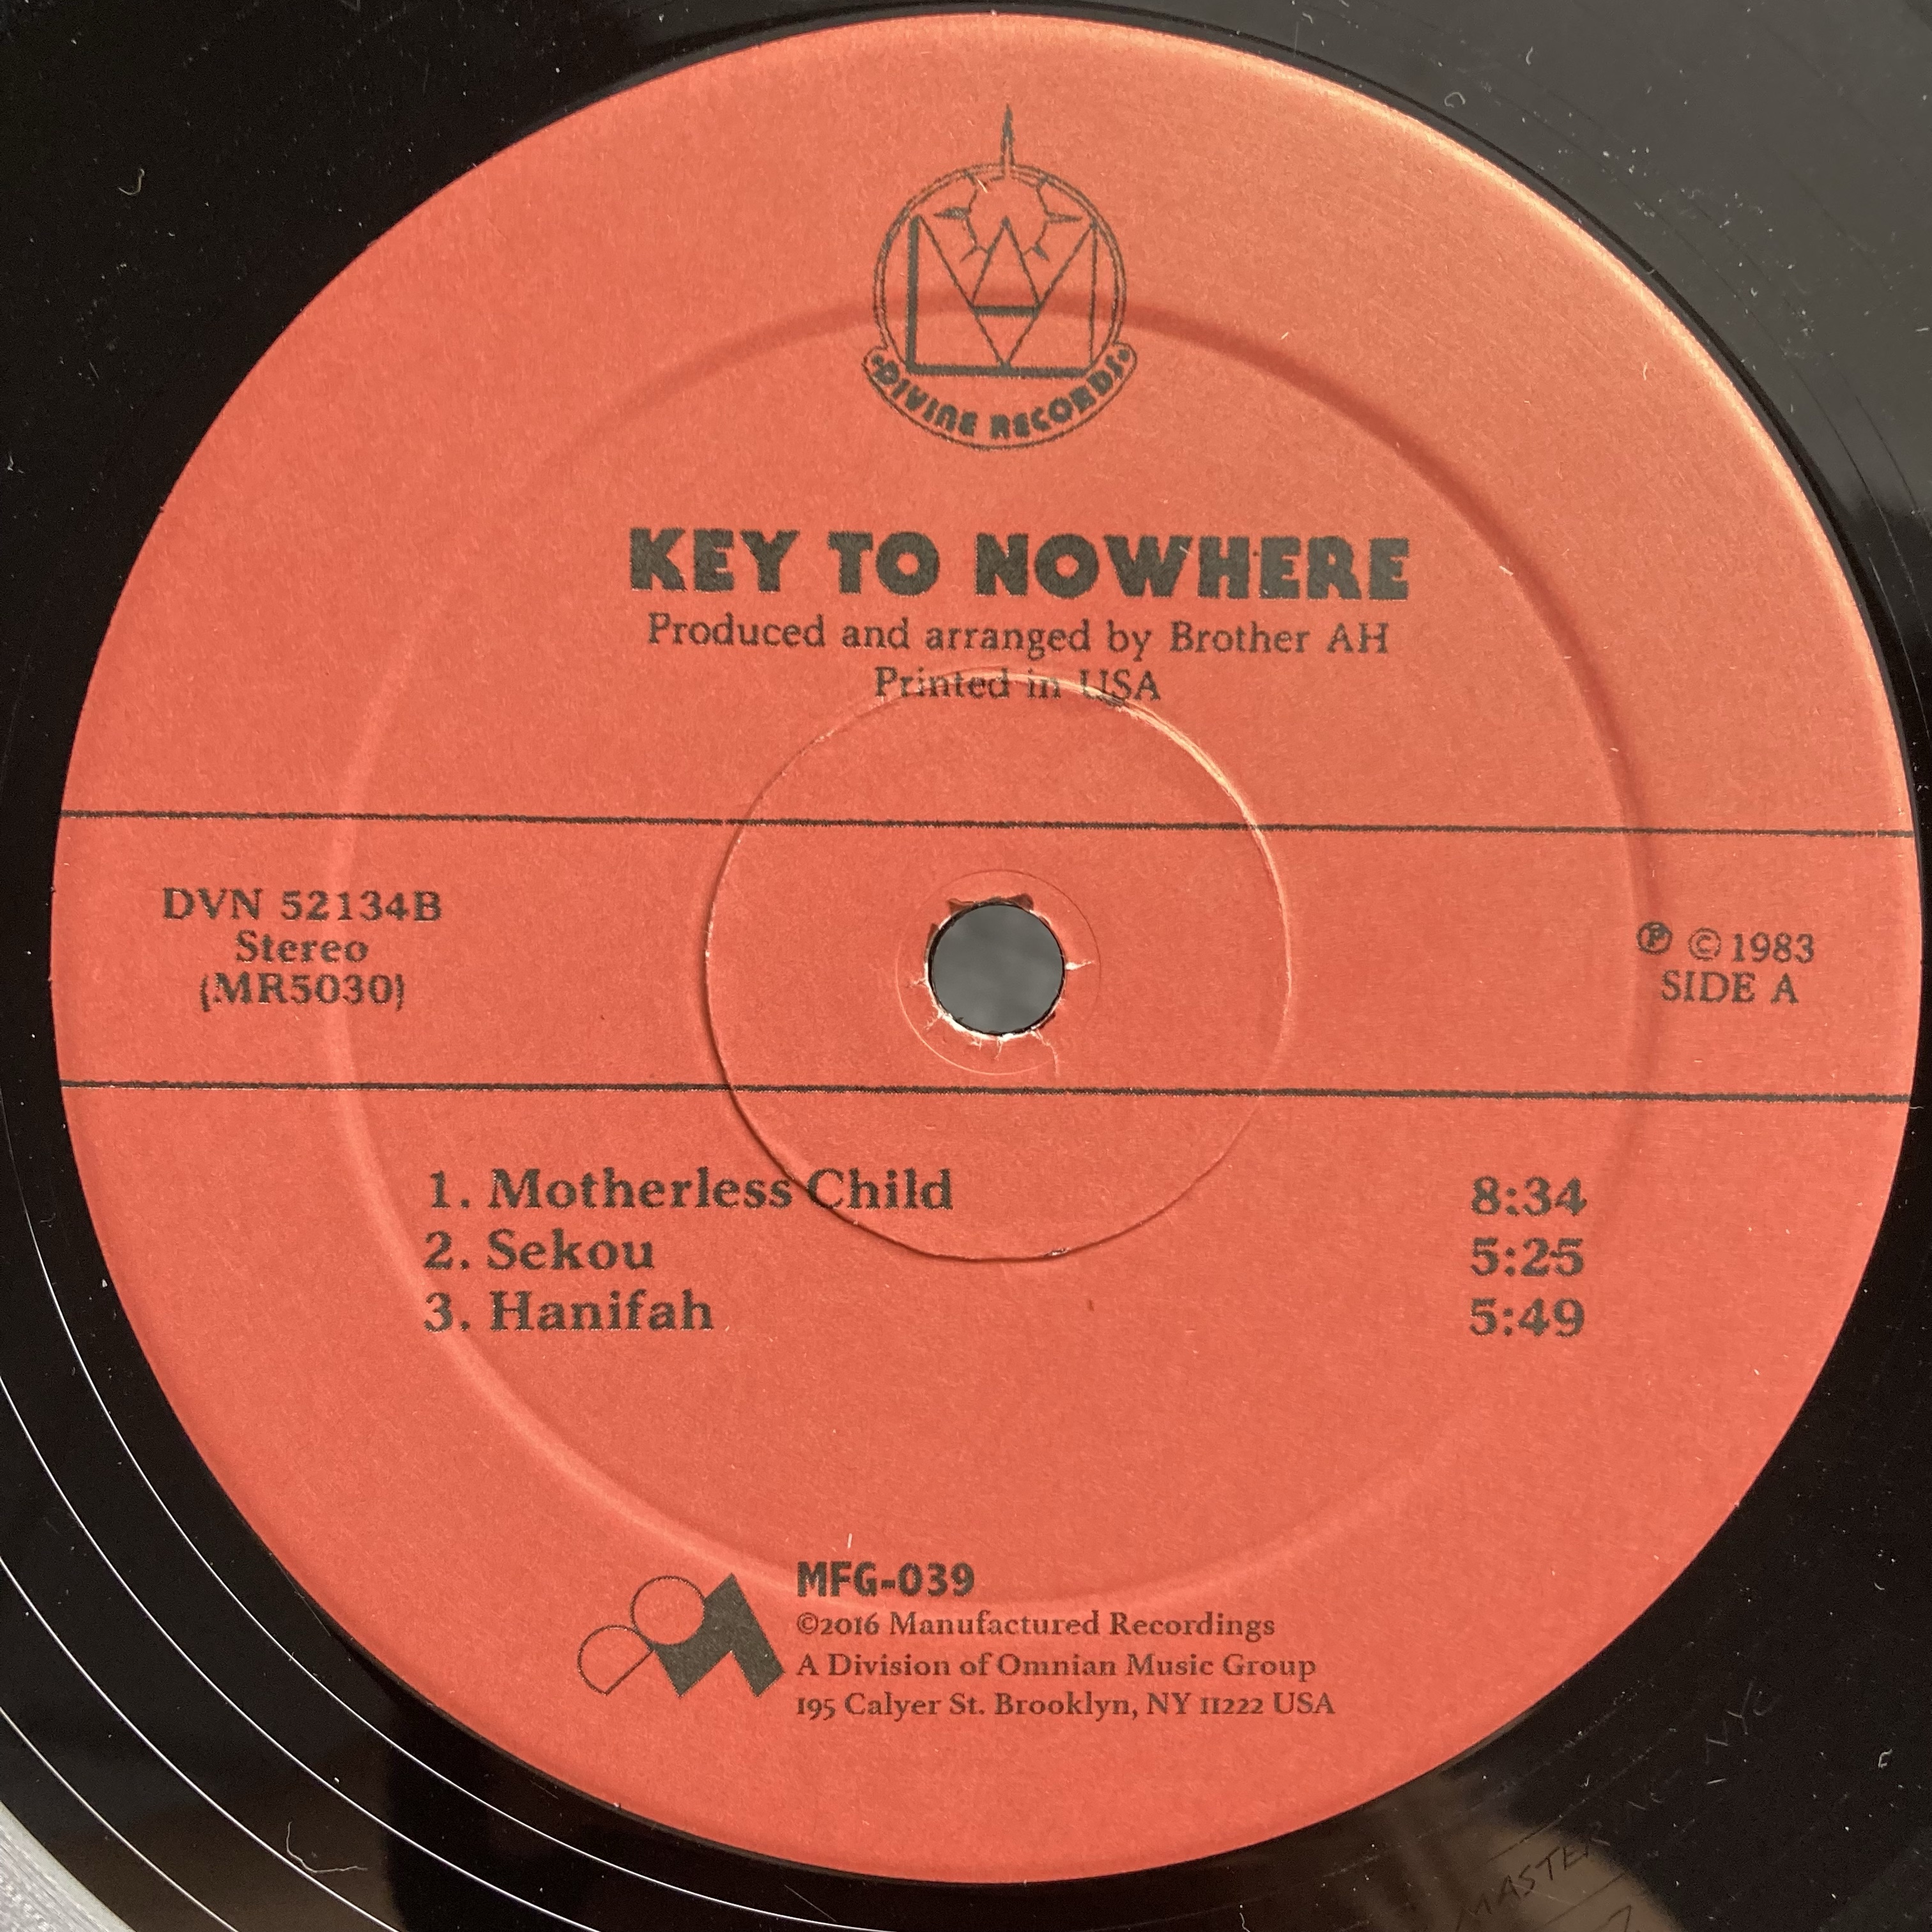 DIVINE RECORDS
KEY TO NOWHERE
Produced and arranged by Brother AH
Printed in USA
DVN 52134B
Stereo
(MR5030)
℗ ©1983
SIDE A
1. Motherless Child 8:34
2. Sekou 5:25
3. Hanifah 5:49
MFG-039
©2016 Manufactured Recordings
A Division of Omnian Music Group
195 Calyer St. Brooklyn, NY 11222 USA
MASTER
NYC